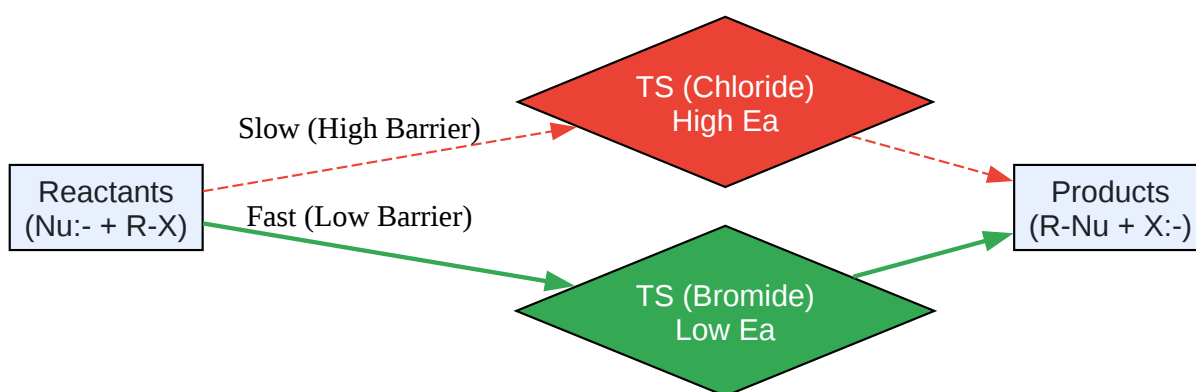 TS (Chloride)
High Ea
Slow (High Barrier)
Reactants
(Nu:- + R-X)
Products
(R-Nu + X:-)
Fast (Low Barrier)
TS (Bromide)
Low Ea